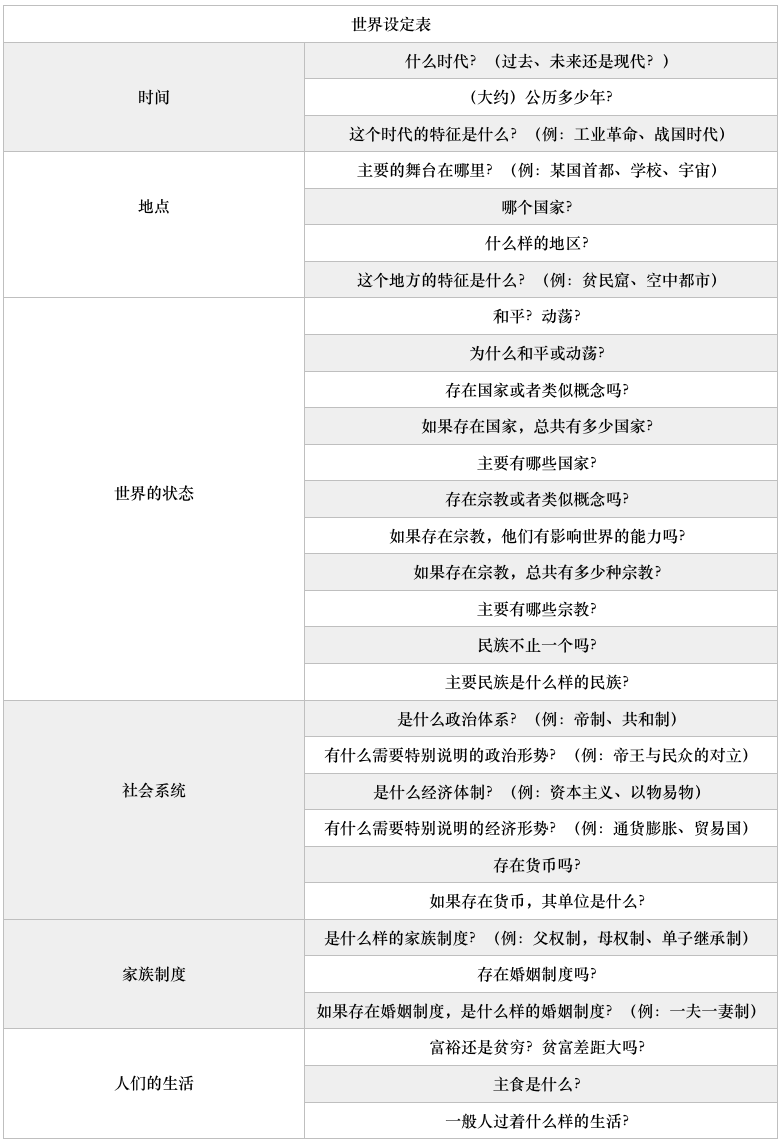 世界设定表
时间
什么时代？（过去、未来还是现代？）
（大约）公历多少年？
这个时代的特征是什么？（例：工业革命、战国时代）
地点
主要的舞台在哪里？（例：某国首都、学校、宇宙）
哪个国家？
什么样的地区？
这个地方的特征是什么？（例：贫民窟、空中都市）
世界的状态
和平？动荡？
为什么和平或动荡？
存在国家或者类似概念吗？
如果存在国家，总共有多少国家？
主要有哪些国家？
存在宗教或者类似概念吗？
如果存在宗教，他们有影响世界的能力吗？
如果存在宗教，总共有多少种宗教？
主要有哪些宗教？
民族不止一个吗？
主要民族是什么样的民族？
社会系统
是什么政治体系？（例：帝制、共和制）
有什么需要特别说明的政治形势？（例：帝王与民众的对立）
是什么经济体制？（例：资本主义、以物易物）
有什么需要特别说明的经济形势？（例：通货膨胀、贸易国）
存在货币吗？
如果存在货币，其单位是什么？
家族制度
是什么样的家族制度？（例：父权制，母权制、单子继承制）
存在婚姻制度吗？
如果存在婚姻制度，是什么样的婚姻制度？（例：一夫一妻制）
人们的生活
富裕还是贫穷？贫富差距大吗？
主食是什么？
一般人过着什么样的生活？